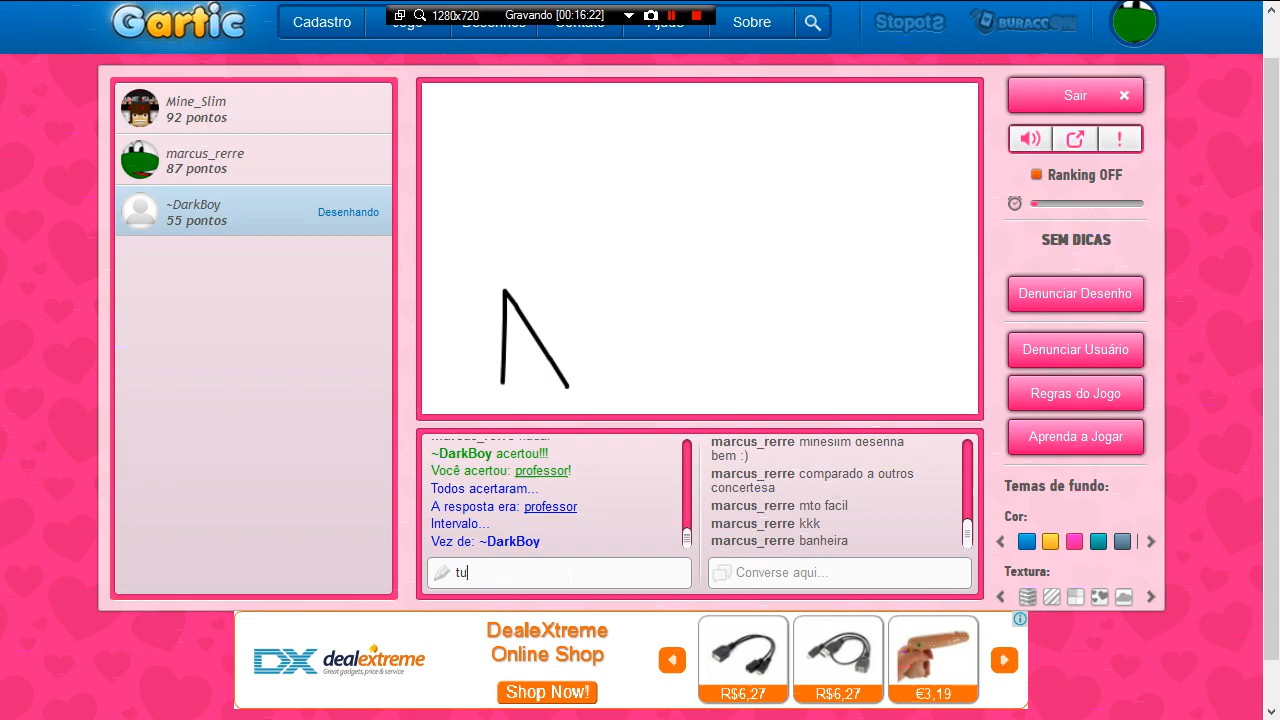 Gartic
Cadastro
1280x720
Gravando [00:16:22]
Sobre
Stopots
Mine_Slim
92 pontos
marcus_rerre
87 pontos
~DarkBoy
55 pontos
Desenhando
Sair
Ranking OFF
SEM DICAS
Denunciar Desenho
Denunciar Usuário
Regras do Jogo
Aprenda a Jogar
Temas de fundo:
Cor:
Textura:
~DarkBoy acertou!!!
Você acertou: professor!
Todos acertaram...
A resposta era: professor
Intervalo...
Vez de: ~DarkBoy
tu
marcus_rerre mineslim desenha
bem :)
marcus_rerre comparado a outros
concertesa
marcus_rerre mto facil
marcus_rerre kkk
marcus_rerre banheira
Converse aqui...
DX dealextreme
Great gadgets, price & service
DealeXtreme
Online Shop
Shop Now!
R$6,27
R$6,27
€3,19